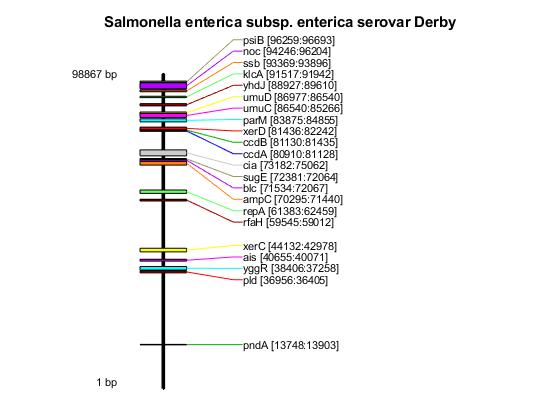 Salmonella enterica subsp. enterica serovar Derby
psiB [96259:96693]
noc [94246:96204]
ssb [93369:93896]
98867 bp
klcA [91517:91942]
yhdJ [88927:89610]
umuD [86977:86540]
umuC [86540:85266]
parM [83875:84855]
xerD [81436:82242]
ccdB [81130:81435]
ccdA [80910:81128]
cia [73182:75062]
sugE [72381:72064]
blc [71534:72067]
ampC [70295:71440]
repA [61383:62459]
rfaH [59545:59012]
xerC [44132:42978]
ais [40655:40071]
yggR [38406:37258]
pld [36956:36405]
pndA [13748:13903]
1 bp